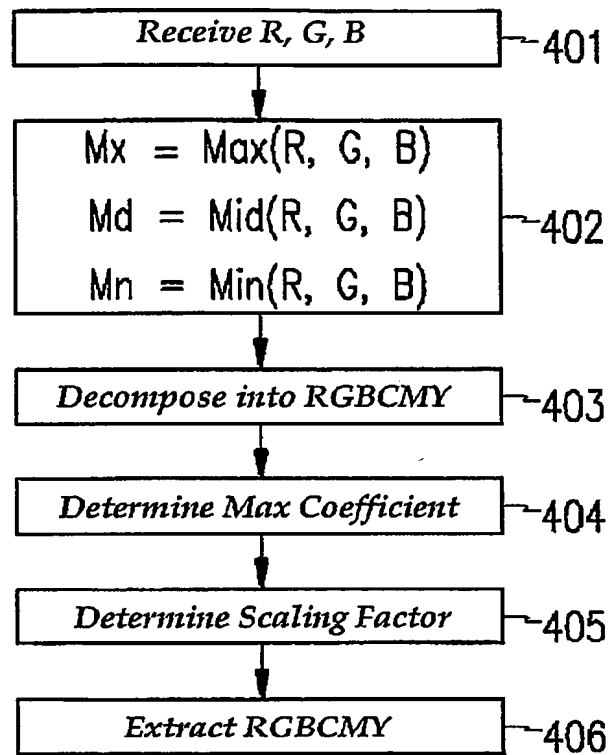 Receive R, G, B
401
Mx = Max(R, G, B)
Md = Mid(R, G, B)
Mn = Min(R, G, B)
402
Decompose into RGBCMY
403
Determine Max Coefficient
404
Determine Scaling Factor
405
Extract RGBCMY
406